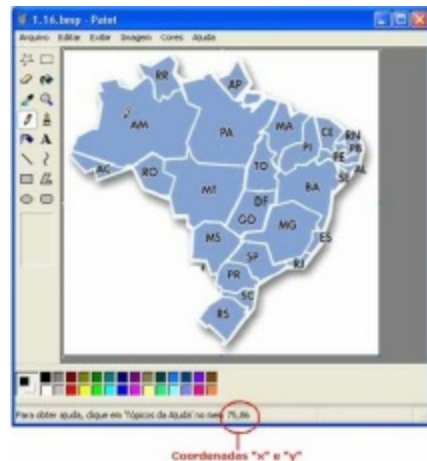 1.16.bmp - Paint
Arquivo Editar Exibir Imagem Cores Ajuda
RR AP
AM PA MA CE RN
PB
PI PE
AL
AC RO TO SE
MT BA
DF
GO
MG
MS ES
SP RJ
PR
SC
RS
Para obter ajuda, clique em 'Tópicos da Ajuda' no men 75,86
Coordenadas "x" e "y"